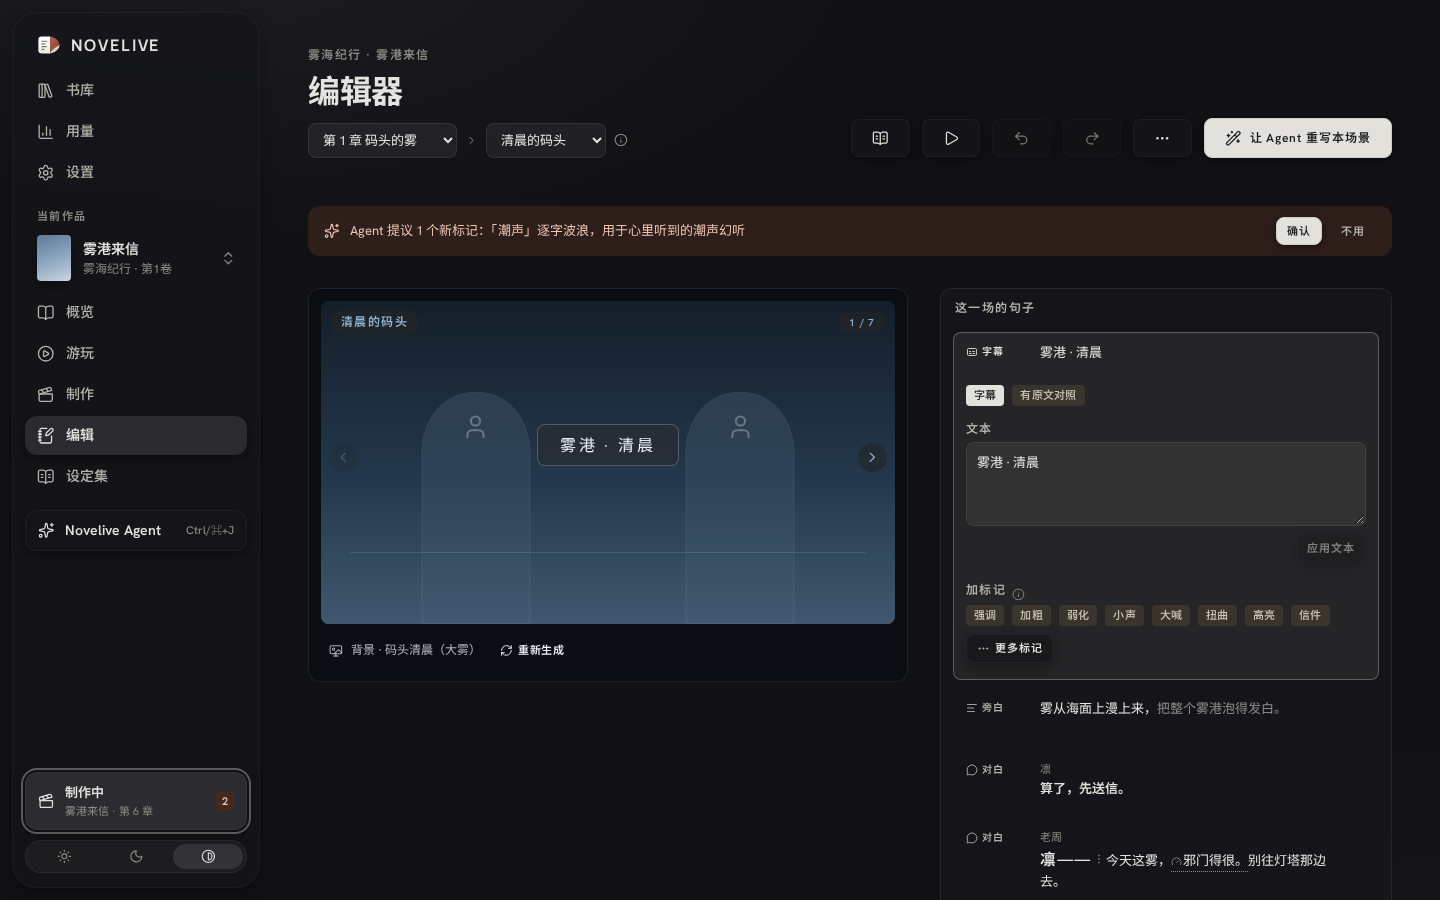 NOVELIVE
书库
用量
设置
当前作品
雾港来信
雾海纪行 · 第1卷
概览
游玩
制作
编辑
设定集
Novelive Agent Ctrl/⌘+J
制作中
雾港来信 · 第 6 章
2
雾海纪行 · 雾港来信
编辑器
第 1 章 码头的雾
清晨的码头
让 Agent 重写本场景
Agent 提议 1 个新标记：「潮声」逐字波浪，用于心里听到的潮声幻听
确认
不用
清晨的码头
1 / 7
雾港 · 清晨
背景 · 码头清晨（大雾）
重新生成
这一场的句子
字幕 雾港 · 清晨
字幕 有原文对照
文本
雾港 · 清晨
应用文本
加标记
强调 加粗 弱化 小声 大喊 扭曲 高亮 信件
··· 更多标记
旁白 雾从海面上漫上来，把整个雾港泡得发白。
对白 凛
算了，先送信。
对白 老周
凛—— 今天这雾，邪门得很。别往灯塔那边
去。